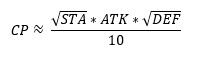 CP ≈ √STA * ATK * √DEF
10